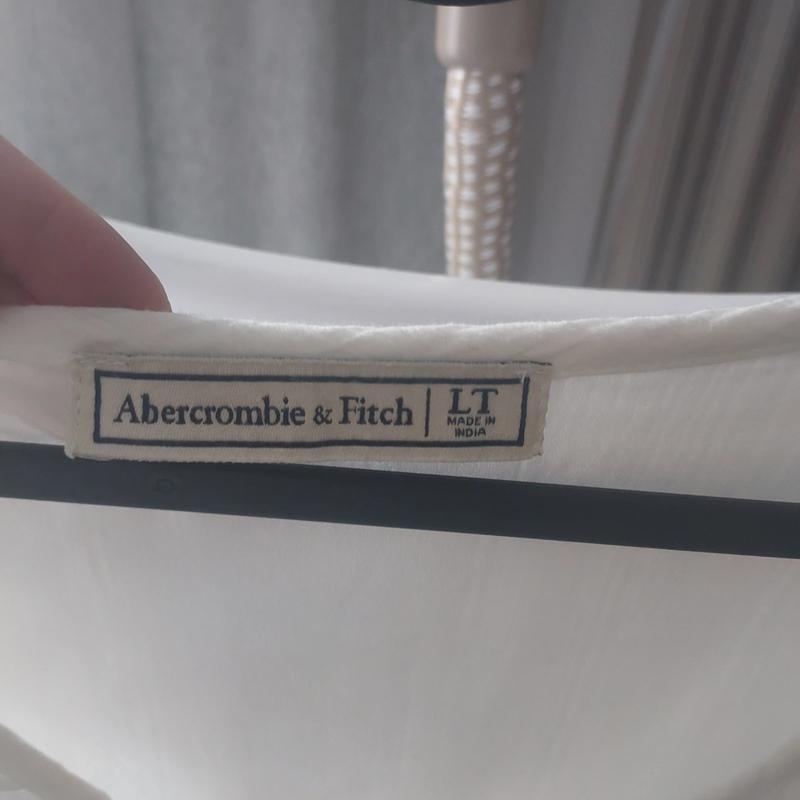 Abercrombie & Fitch
LT
MADE IN
INDIA